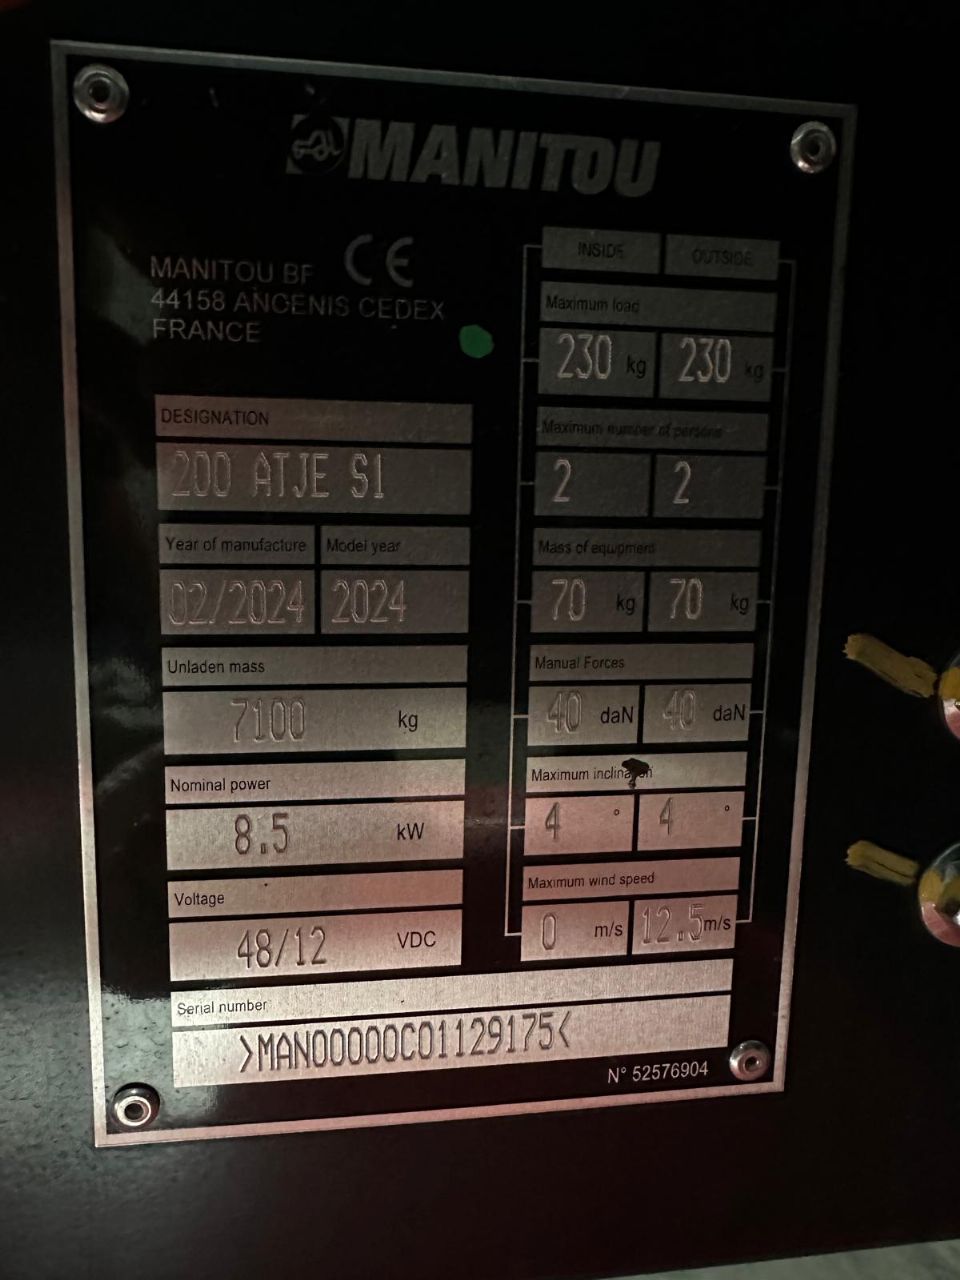 MANITOU
MANITOU BF CE
44158 ANCENIS CEDEX
FRANCE
DESIGNATION
200 ATJE S1
Year of manufacture Model year
02/2024 2024
Unladen mass
7100 kg
Nominal power
8.5 kW
Voltage
48/12 VDC
INSIDE OUTSIDE
Maximum load
230 kg 230 kg
Maximum number of persons
2 2
Mass of equipment
70 kg 70 kg
Manual Forces
40 daN 40 daN
Maximum inclination
4 ° 4 °
Maximum wind speed
0 m/s 12.5 m/s
Serial number
>MAN00000C01129175<
N° 52576904